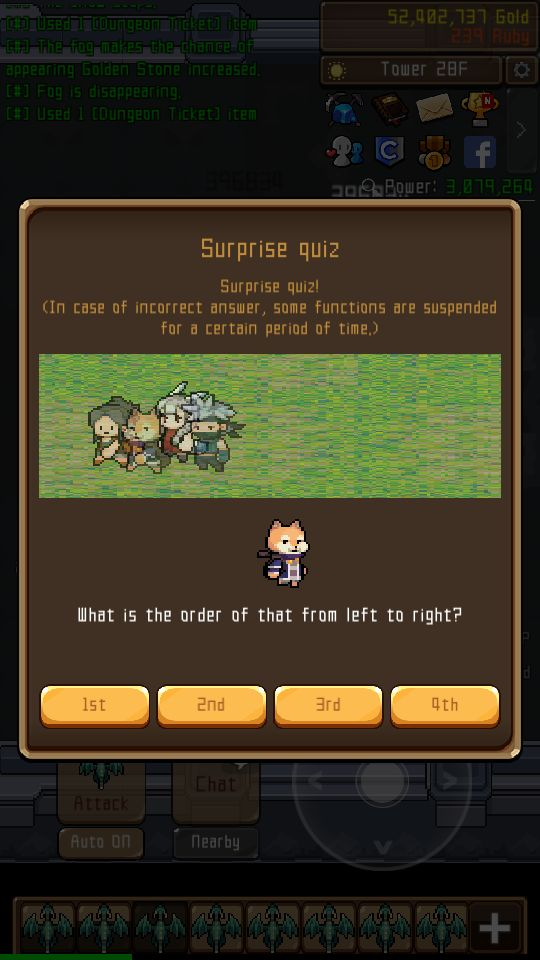 [#] Used 1 [Dungeon Ticket] item
[#] The fog makes the chance of
appearing Golden Stone increased.
[#] Fog is disappearing.
[#] Used 1 [Dungeon Ticket] item
52,402,737 Gold
239 Ruby
Tower 28F
N
C
f
Power: 3,079,264
Surprise quiz
Surprise quiz!
(In case of incorrect answer, some functions are suspended
for a certain period of time.)
What is the order of that from left to right?
1st
2nd
3rd
4th
Attack
Chat
Auto ON
Nearby